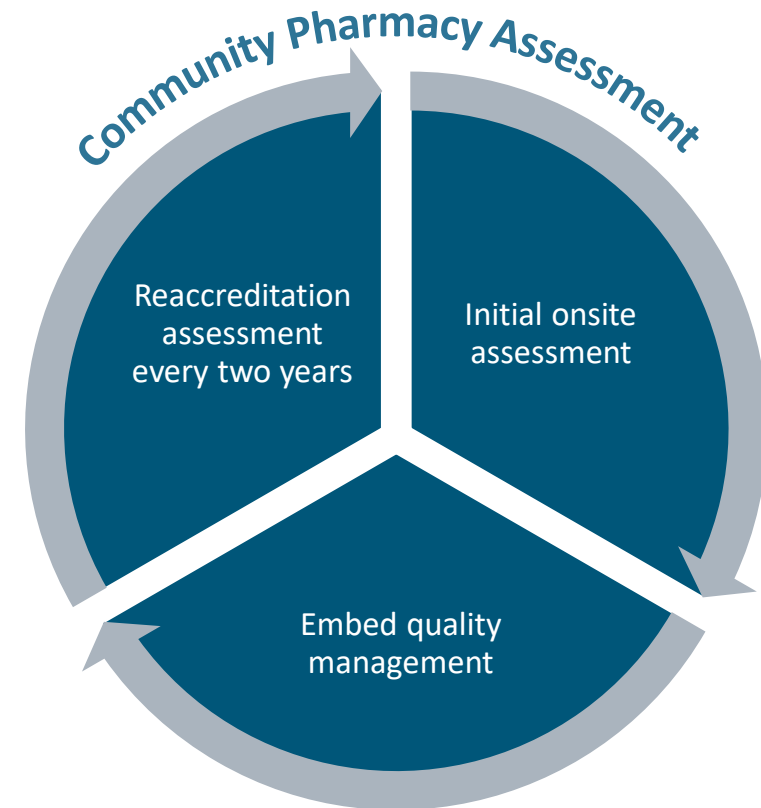 Community Pharmacy Assessment
Initial onsite
assessment
Embed quality
management
Reaccreditation
assessment
every two years